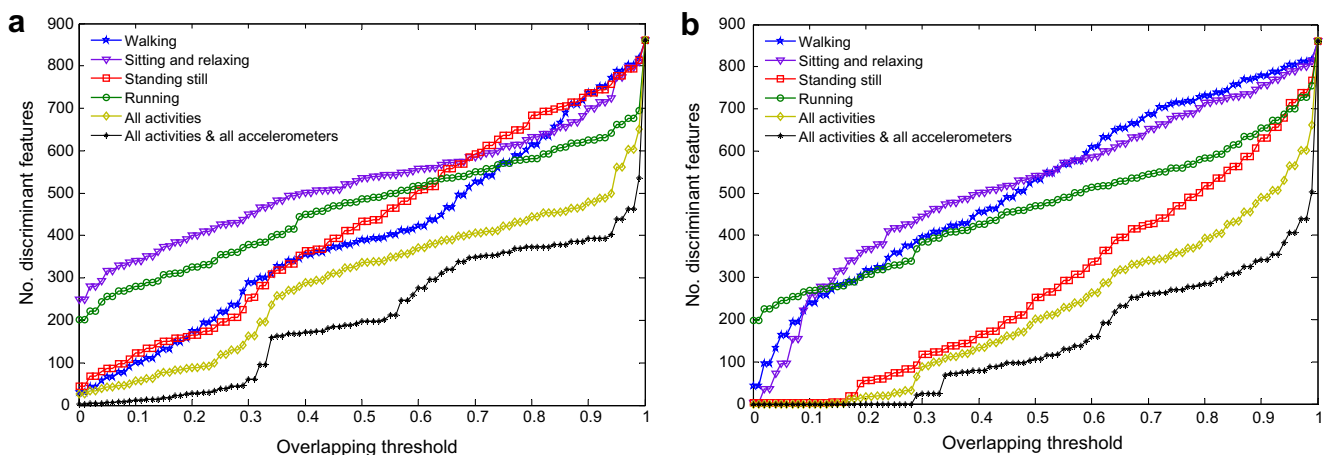 a
No. discriminant features
900
800
700
600
500
400
300
200
100
0
Walking
Sitting and relaxing
Standing still
Running
All activities
All activities & all accelerometers
0 0.1 0.2 0.3 0.4 0.5 0.6 0.7 0.8 0.9 1
Overlapping threshold
b
No. discriminant features
900
800
700
600
500
400
300
200
100
0
Walking
Sitting and relaxing
Standing still
Running
All activities
All activities & all accelerometers
0 0.1 0.2 0.3 0.4 0.5 0.6 0.7 0.8 0.9 1
Overlapping threshold